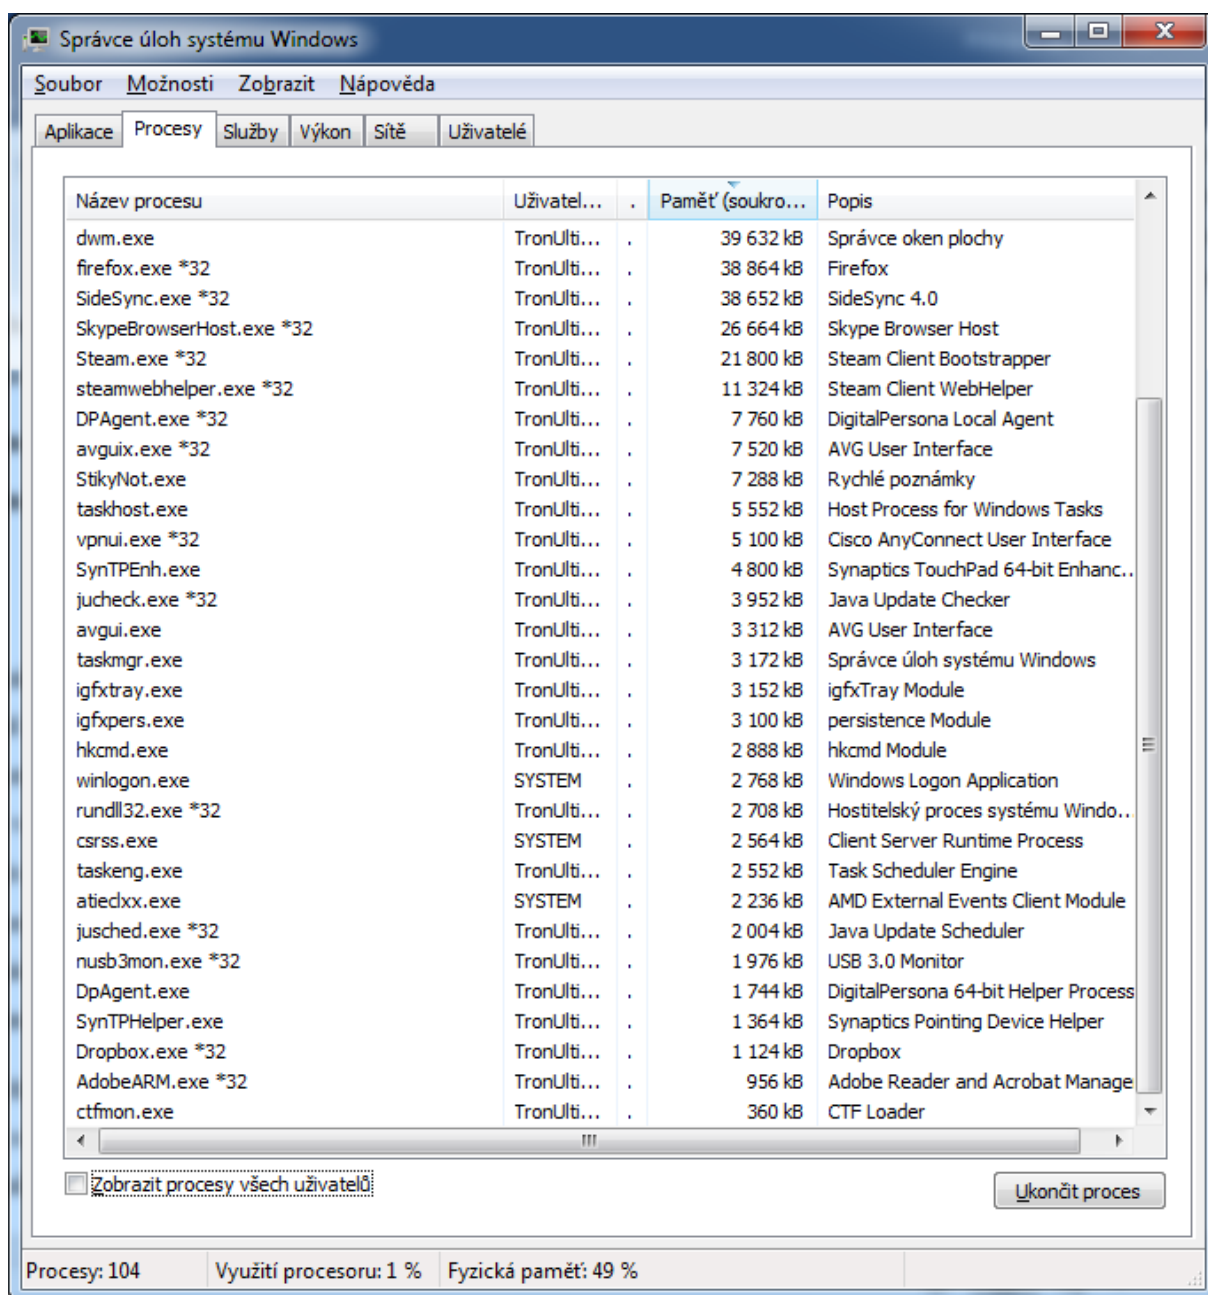 Správce úloh systému Windows
Soubor Možnosti Zobrazit Nápověda
Aplikace Procesy Služby Výkon Sítě Uživatelé
Název procesu Uživatel... . Paměť (soukro... Popis
dwm.exe TronUlti... . 39 632 kB Správce oken plochy
firefox.exe *32 TronUlti... . 38 864 kB Firefox
SideSync.exe *32 TronUlti... . 38 652 kB SideSync 4.0
SkypeBrowserHost.exe *32 TronUlti... . 26 664 kB Skype Browser Host
Steam.exe *32 TronUlti... . 21 800 kB Steam Client Bootstrapper
steamwebhelper.exe *32 TronUlti... . 11 324 kB Steam Client WebHelper
DPAgent.exe *32 TronUlti... . 7 760 kB DigitalPersona Local Agent
avguix.exe *32 TronUlti... . 7 520 kB AVG User Interface
StikyNot.exe TronUlti... . 7 288 kB Rychlé poznámky
taskhost.exe TronUlti... . 5 552 kB Host Process for Windows Tasks
vpnui.exe *32 TronUlti... . 5 100 kB Cisco AnyConnect User Interface
SynTPEnh.exe TronUlti... . 4 800 kB Synaptics TouchPad 64-bit Enhanc..
jucheck.exe *32 TronUlti... . 3 952 kB Java Update Checker
avgui.exe TronUlti... . 3 312 kB AVG User Interface
taskmgr.exe TronUlti... . 3 172 kB Správce úloh systému Windows
igfxtray.exe TronUlti... . 3 152 kB igfxTray Module
igfxpers.exe TronUlti... . 3 100 kB persistence Module
hkcmd.exe TronUlti... . 2 888 kB hkcmd Module
winlogon.exe SYSTEM . 2 768 kB Windows Logon Application
rundll32.exe *32 TronUlti... . 2 708 kB Hostitelský proces systému Windo..
csrss.exe SYSTEM . 2 564 kB Client Server Runtime Process
taskeng.exe TronUlti... . 2 552 kB Task Scheduler Engine
atieclxx.exe SYSTEM . 2 236 kB AMD External Events Client Module
jusched.exe *32 TronUlti... . 2 004 kB Java Update Scheduler
nusb3mon.exe *32 TronUlti... . 1 976 kB USB 3.0 Monitor
DpAgent.exe TronUlti... . 1 744 kB DigitalPersona 64-bit Helper Process
SynTPHelper.exe TronUlti... . 1 364 kB Synaptics Pointing Device Helper
Dropbox.exe *32 TronUlti... . 1 124 kB Dropbox
AdobeARM.exe *32 TronUlti... . 956 kB Adobe Reader and Acrobat Manage
ctfmon.exe TronUlti... . 360 kB CTF Loader
Zobrazit procesy všech uživatelů
Ukončit proces
Procesy: 104 Využití procesoru: 1 % Fyzická paměť: 49 %